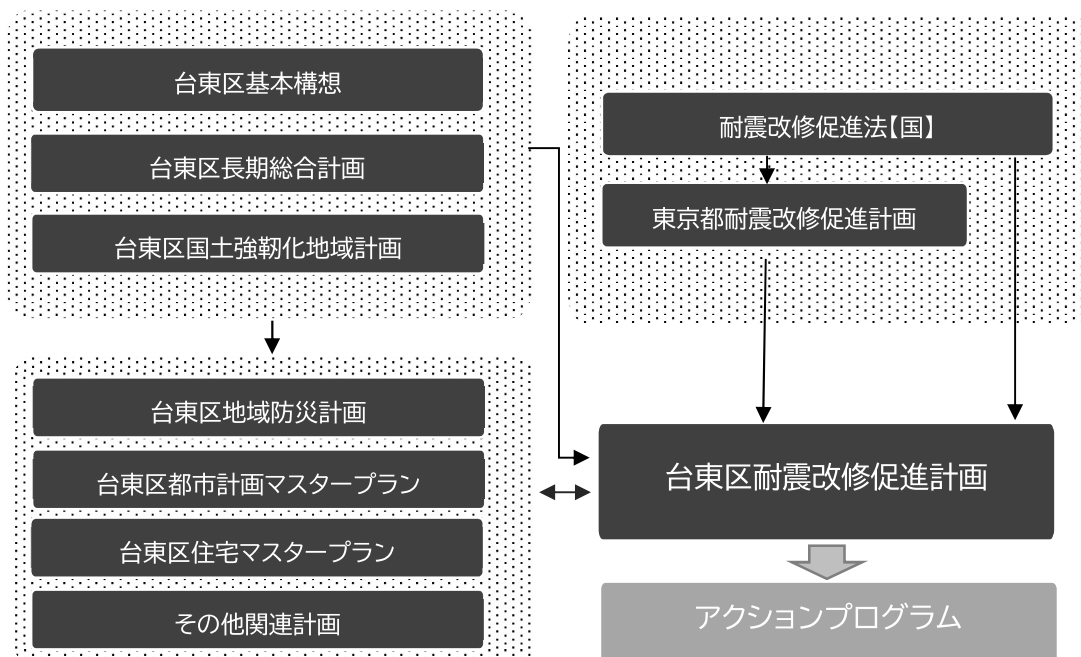 台東区基本構想
台東区長期総合計画
台東区国土強靭化地域計画
耐震改修促進法【国】
東京都耐震改修促進計画
台東区地域防災計画
台東区都市計画マスタープラン
台東区住宅マスタープラン
その他関連計画
台東区耐震改修促進計画
アクションプログラム